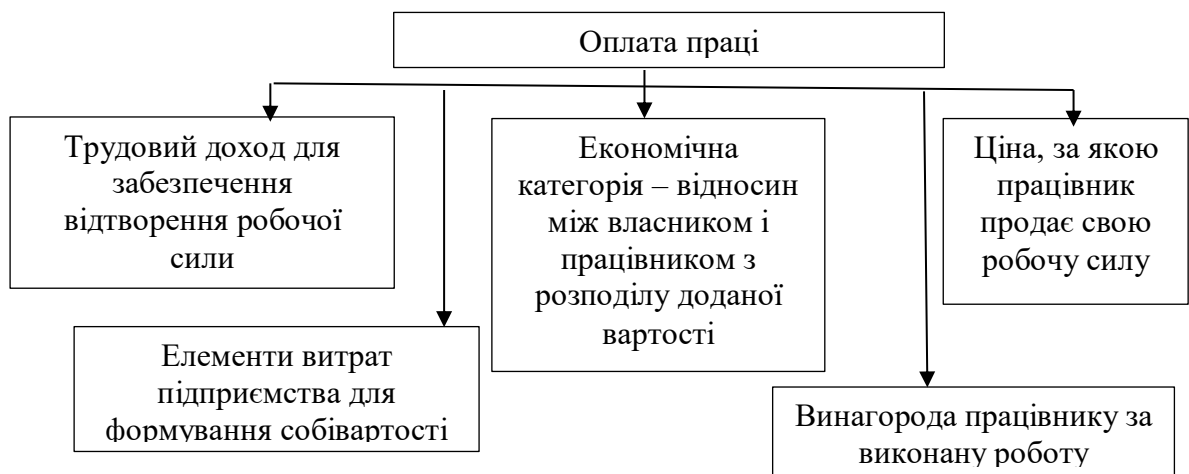 Оплата праці
Трудовий доход для
забезпечення
відтворення робочої
сили
Економічна
категорія – відносин
між власником і
працівником з
розподілу доданої
вартості
Ціна, за якою
працівник
продає свою
робочу силу
Елементи витрат
підприємства для
формування собівартості
Винагорода працівнику за
виконану роботу